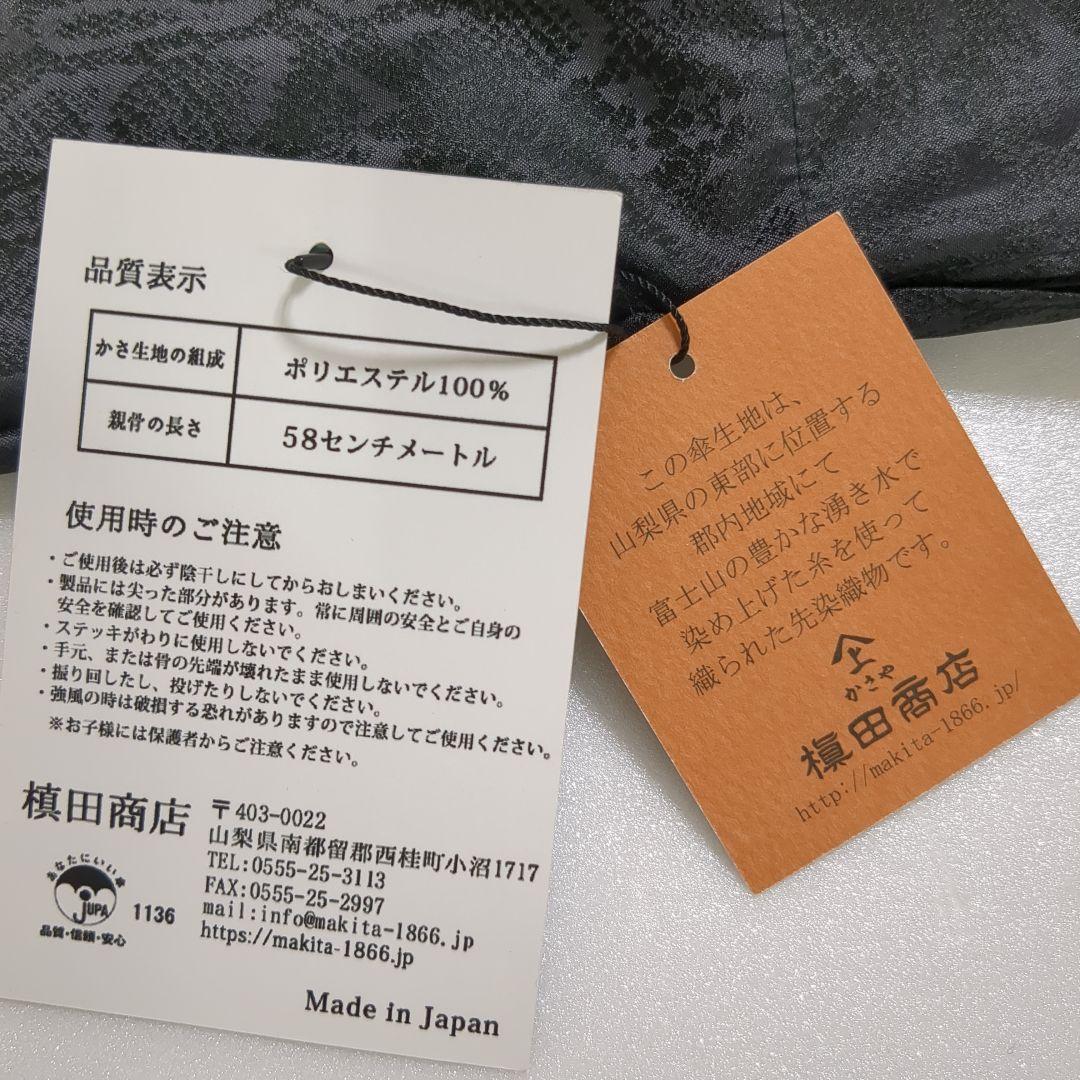 品質表示
かさ生地の組成 ポリエステル100%
親骨の長さ 58センチメートル
使用時のご注意
・ご使用後は必ず陰干しにしてからおしまいください。
・製品には尖った部分があります。常に周囲の安全とご自身の
安全を確認してご使用ください。
・ステッキがわりに使用しないでください。
・手元、または骨の先端が壊れたまま使用しないでください。
・振り回したり、投げたりしないでください。
・強風の時は破損する恐れがありますので注意してご使用ください。
※お子様には保護者からご注意ください。
槙田商店
〒403-0022
山梨県南都留郡西桂町小沼1717
TEL:0555-25-3113
FAX:0555-25-2997
mail:info@makita-1866.jp
https://makita-1866.jp
あなたにいい傘
JUPA
1136
品質・信頼・安心
Made in Japan
この傘生地は、
山梨県の東部に位置する
郡内地域にて
富士山の豊かな湧き水で
染め上げた糸を使って
織られた先染織物です。
かさや
槇田商店
http://makita-1866.jp/